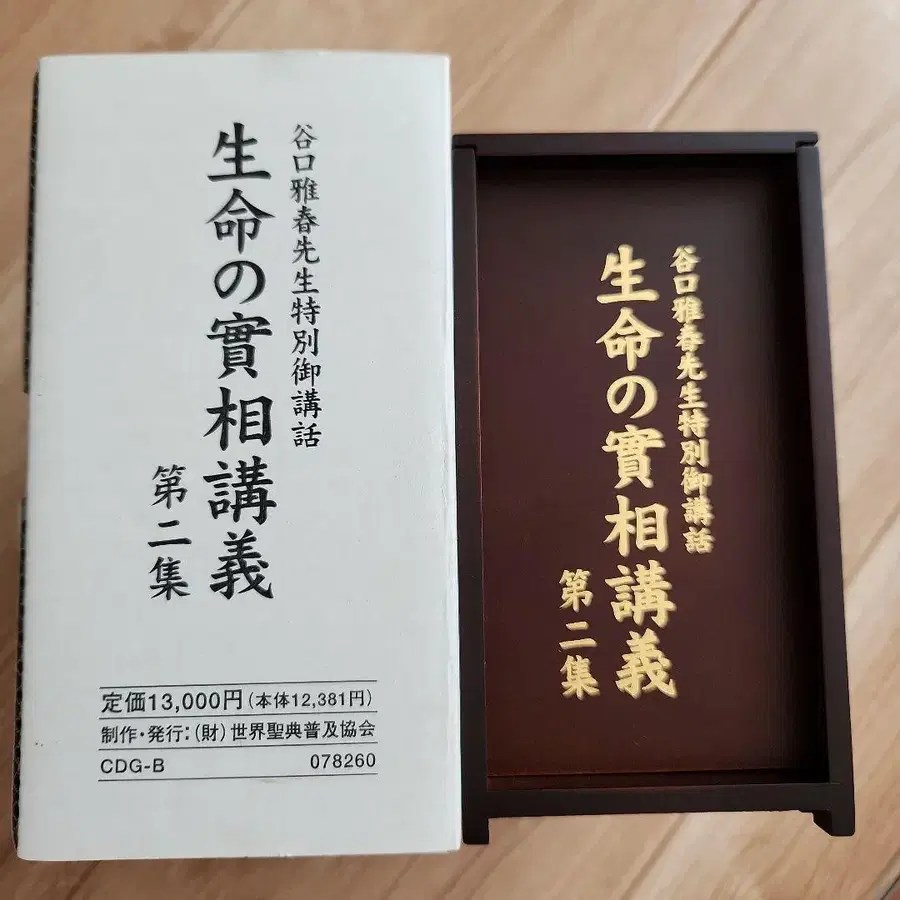 谷口雅春先生特別御講話
生命の實相講義
第二集
定価13,000円(本体12,381円)
制作・発行:(財)世界聖典普及協会
CDG-B 078260
谷口雅春先生特別御講話
生命の實相講義
第二集